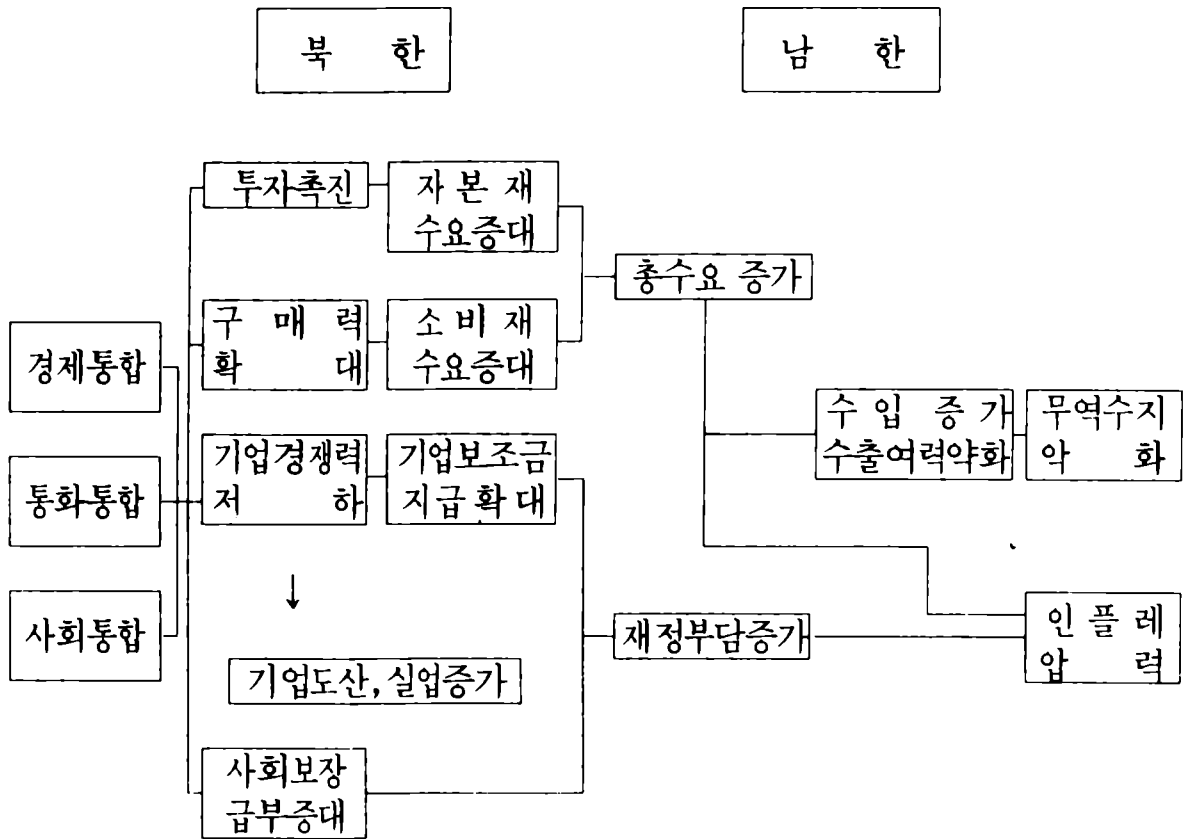 북 한
남 한
투자촉진
자 본 재
수요증대
총수요 증가
구 매 력
확 대
소 비 재
수요증대
경제통합
수 입 증 가
수출여력약화
무역수지
악 화
기업경쟁력
저 하
기업보조금
지급확대
통화통합
↓
사회통합
재정부담증가
인 플 레
압 력
기업도산, 실업증가
사회보장
급부증대